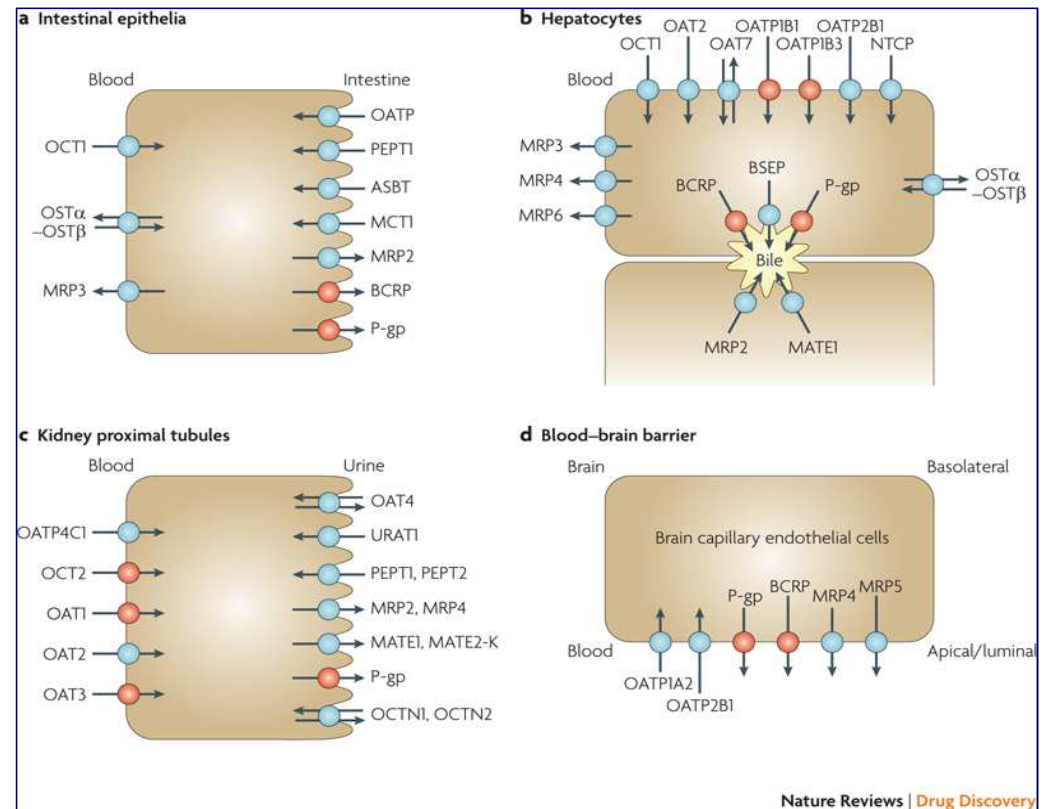 a Intestinal epithelia
Blood
Intestine
OCT1
OSTα
–OSTβ
MRP3
OATP
PEPT1
ASBT
MCT1
MRP2
BCRP
P-gp
b Hepatocytes
OCT1
OAT2
OAT7
OATP1B1
OATP1B3
OATP2B1
NTCP
Blood
MRP3
MRP4
MRP6
BCRP
BSEP
P-gp
OSTα
–OSTβ
Bile
MRP2
MATE1
c Kidney proximal tubules
Blood
Urine
OATP4C1
OCT2
OAT1
OAT2
OAT3
OAT4
URAT1
PEPT1, PEPT2
MRP2, MRP4
MATE1, MATE2-K
P-gp
OCTN1, OCTN2
d Blood–brain barrier
Brain
Basolateral
Brain capillary endothelial cells
P-gp
BCRP
MRP4
MRP5
Blood
Apical/luminal
OATP1A2
OATP2B1
Nature Reviews | Drug Discovery